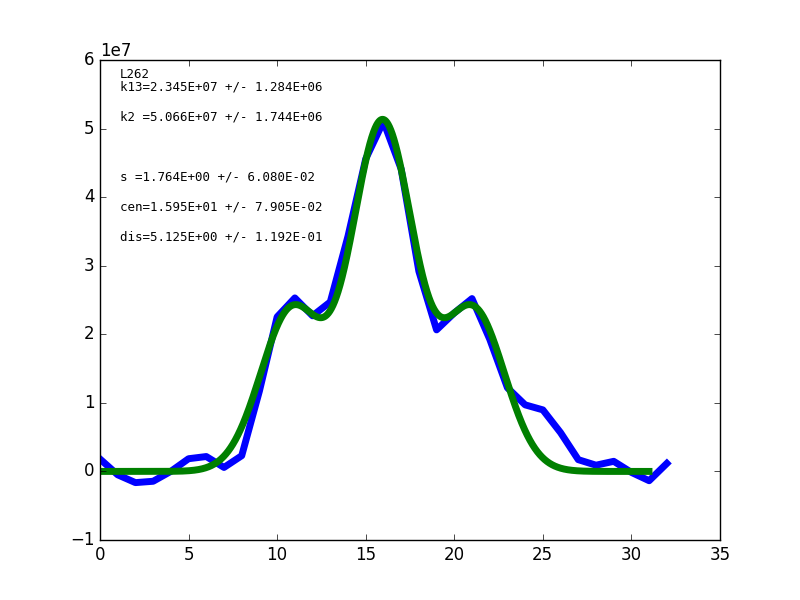 1e7
L262
k13=2.345E+07 +/- 1.284E+06
k2 =5.066E+07 +/- 1.744E+06
s =1.764E+00 +/- 6.080E-02
cen=1.595E+01 +/- 7.905E-02
dis=5.125E+00 +/- 1.192E-01
6
5
4
3
2
1
0
−1
0 5 10 15 20 25 30 35